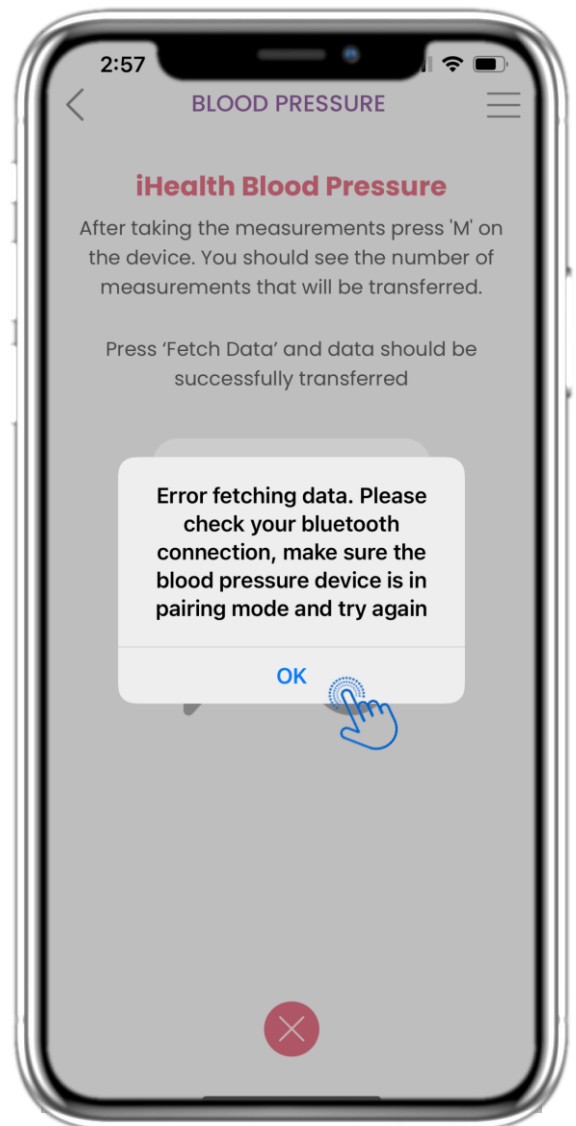 2:57
BLOOD PRESSURE
iHealth Blood Pressure
After taking the measurements press 'M' on
the device. You should see the number of
measurements that will be transferred.
Press ‘Fetch Data’ and data should be
successfully transferred
Error fetching data. Please
check your bluetooth
connection, make sure the
blood pressure device is in
pairing mode and try again
OK